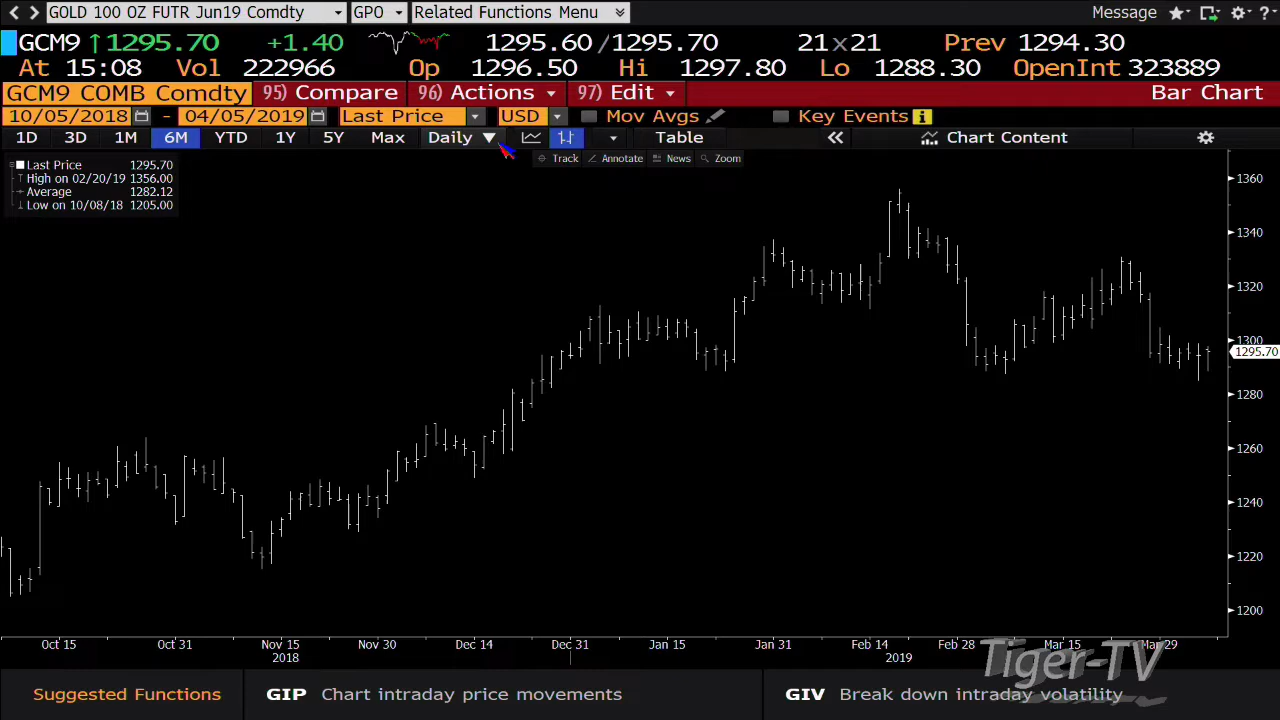 GOLD 100 OZ FUTR Jun19 Comdty GPO Related Functions Menu Message ?
GCM9 ↑1295.70 +1.40 1295.60/1295.70 21x21 Prev 1294.30
At 15:08 Vol 222966 Op 1296.50 Hi 1297.80 Lo 1288.30 OpenInt 323889
GCM9 COMB Comdty 95) Compare 96) Actions 97) Edit Bar Chart
10/05/2018 - 04/05/2019 Last Price USD Mov Avgs Key Events i
1D 3D 1M 6M YTD 1Y 5Y Max Daily ▼ Table « Chart Content
Track Annotate News Zoom
Last Price 1295.70
High on 02/20/19 1356.00
Average 1282.12
Low on 10/08/18 1205.00
1360
1340
1320
1300
1295.70
1280
1260
1240
1220
1200
Oct 15 Oct 31 Nov 15 Nov 30 Dec 14 Dec 31 Jan 15 Jan 31 Feb 14 Feb 28 Mar 15 Mar 29
2018 2019
Tiger-TV
Suggested Functions GIP Chart intraday price movements GIV Break down intraday volatility